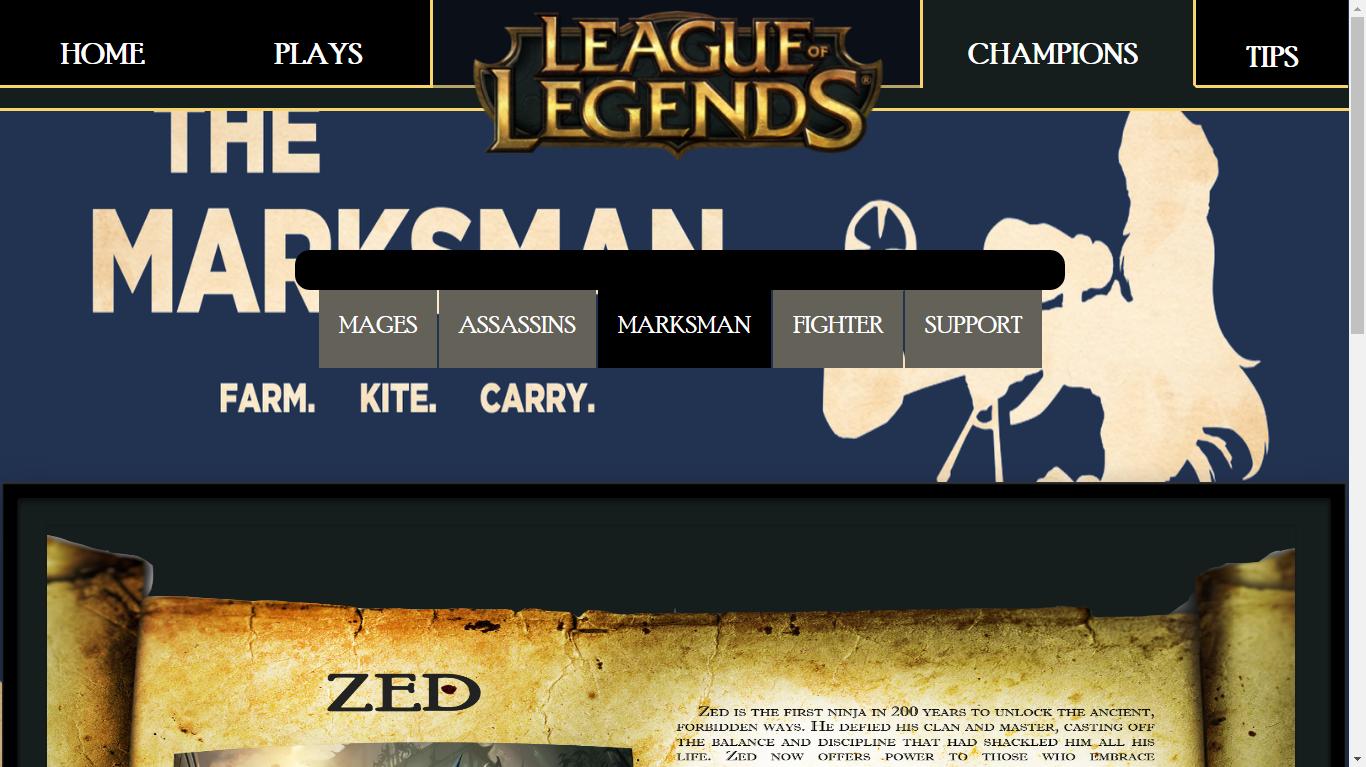 HOME PLAYS LEAGUE OF LEGENDS® CHAMPIONS TIPS
THE
MARKSMAN
MAGES ASSASSINS MARKSMAN FIGHTER SUPPORT
FARM. KITE. CARRY.
ZED
Zed is the first ninja in 200 years to unlock the ancient,
forbidden ways. He defied his clan and master, casting off
the balance and discipline that had shackled him all his
life. Zed now offers power to those who embrace